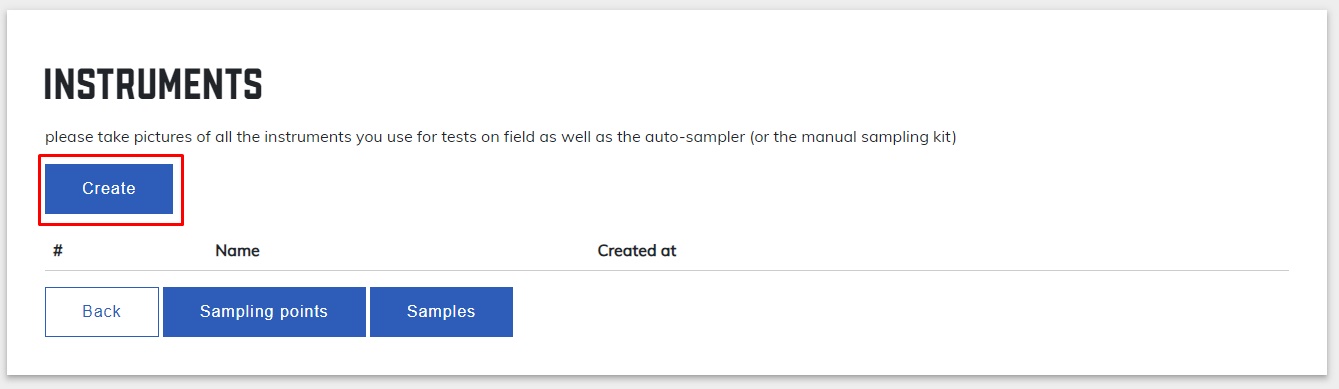 INSTRUMENTS
please take pictures of all the instruments you use for tests on field as well as the auto-sampler (or the manual sampling kit)
Create
# Name Created at
Back Sampling points Samples